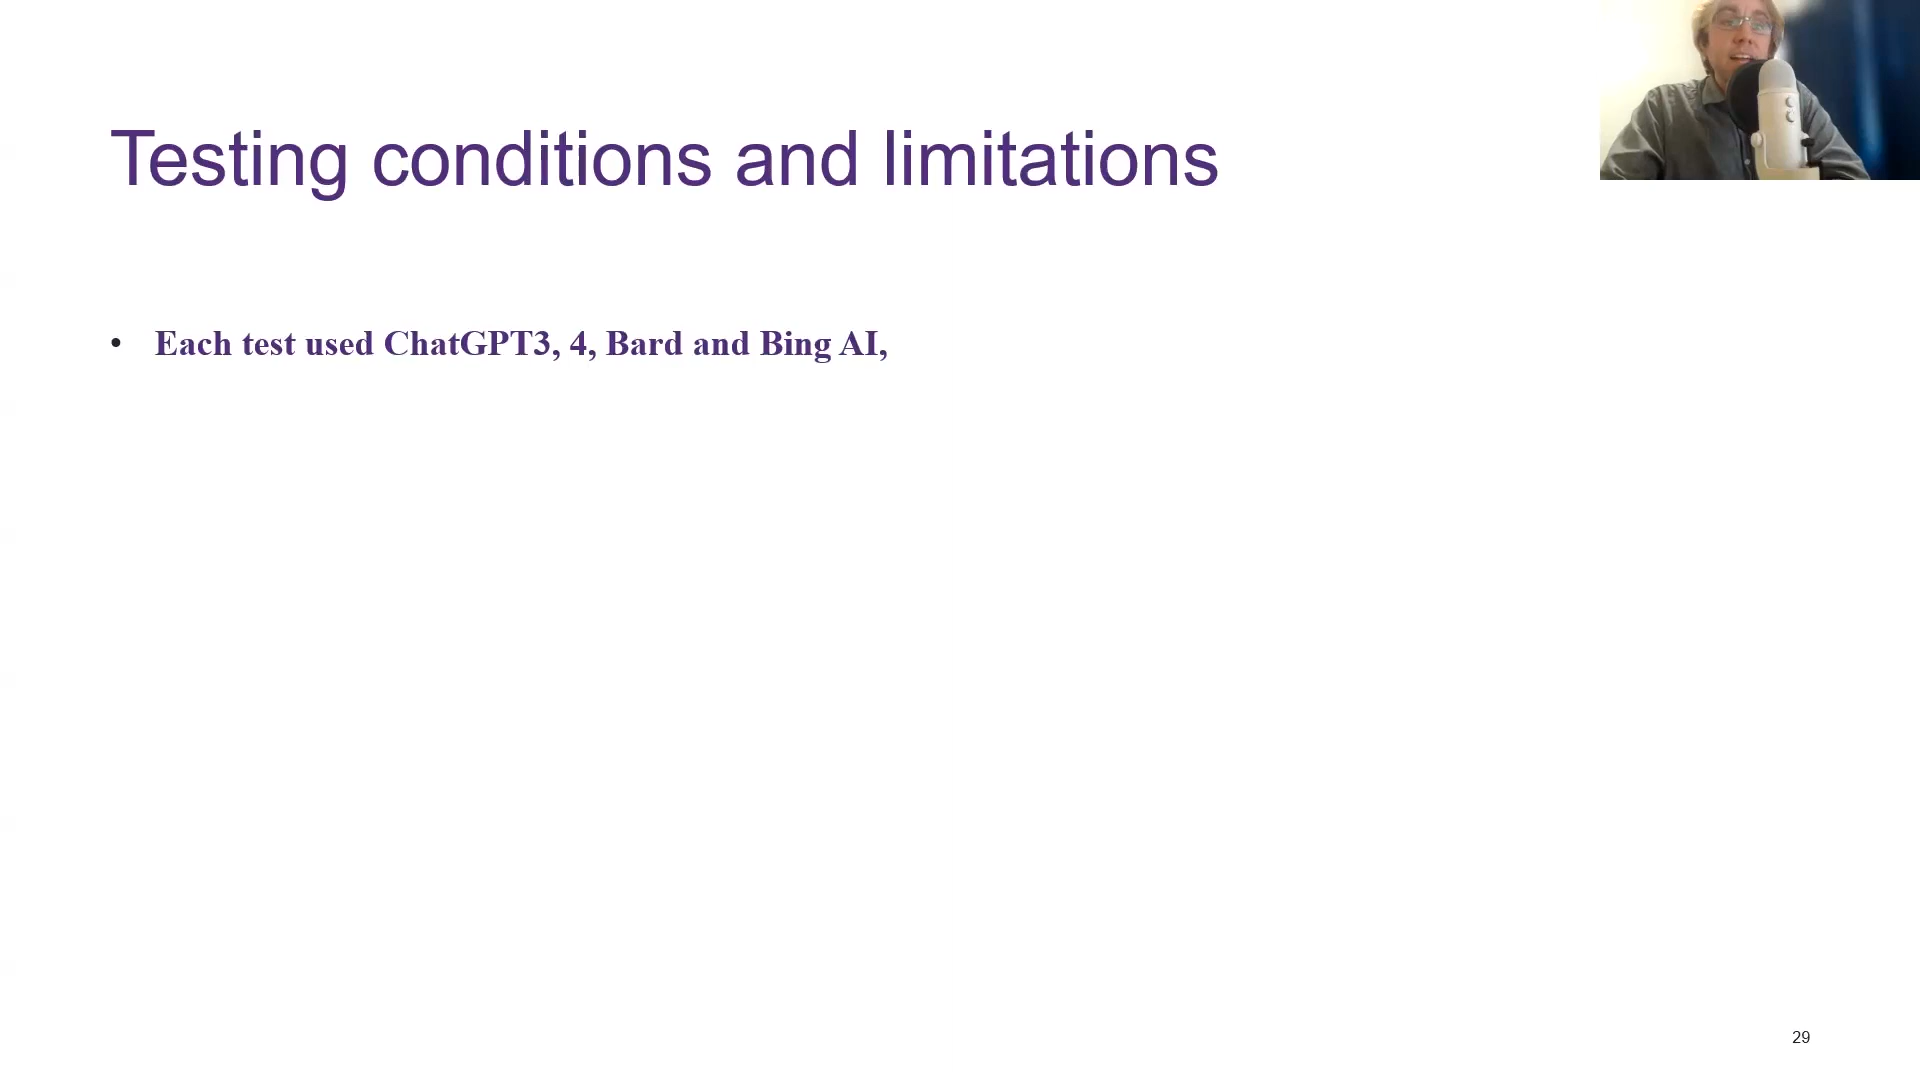 Testing conditions and limitations
• Each test used ChatGPT3, 4, Bard and Bing AI,
29